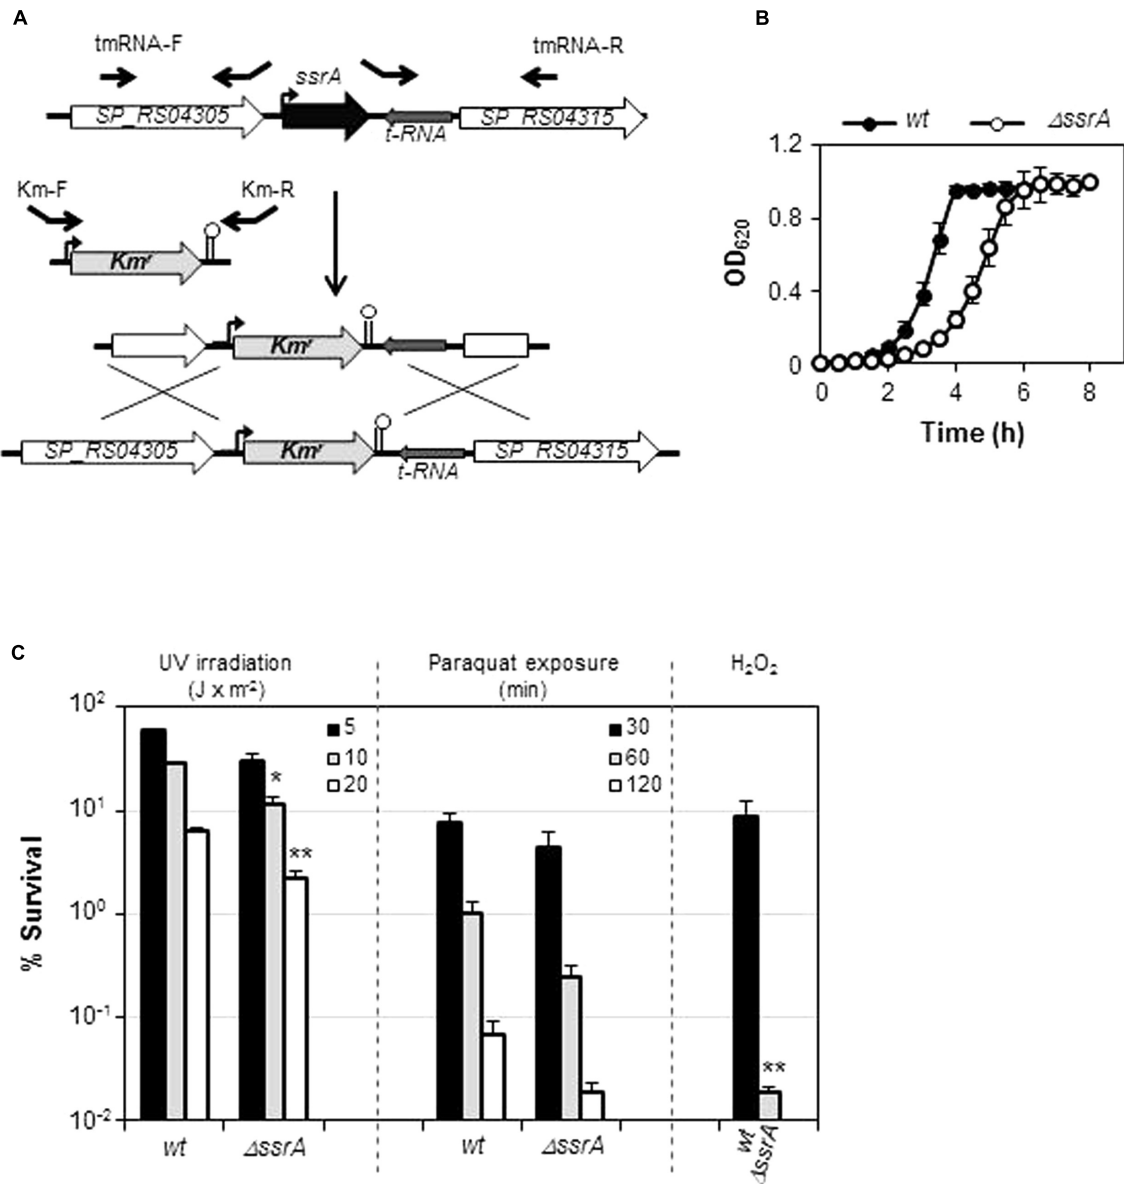 A
tmRNA-F
tmRNA-R
ssrA
SP_RS04305
t-RNA
SP_RS04315
Km-F
Km-R
Kmʳ
Kmʳ
SP_RS04305
Kmʳ
t-RNA
SP_RS04315
B
wt
ΔssrA
1.2
0.8
0.4
0
OD₆₂₀
0 2 4 6 8
Time (h)
C
UV irradiation
(J x m⁻²)
Paraquat exposure
(min)
H₂O₂
5
10
20
30
60
120
10²
10¹
10⁰
10⁻¹
10⁻²
% Survival
*
**
**
wt
ΔssrA
wt
ΔssrA
wt
ΔssrA